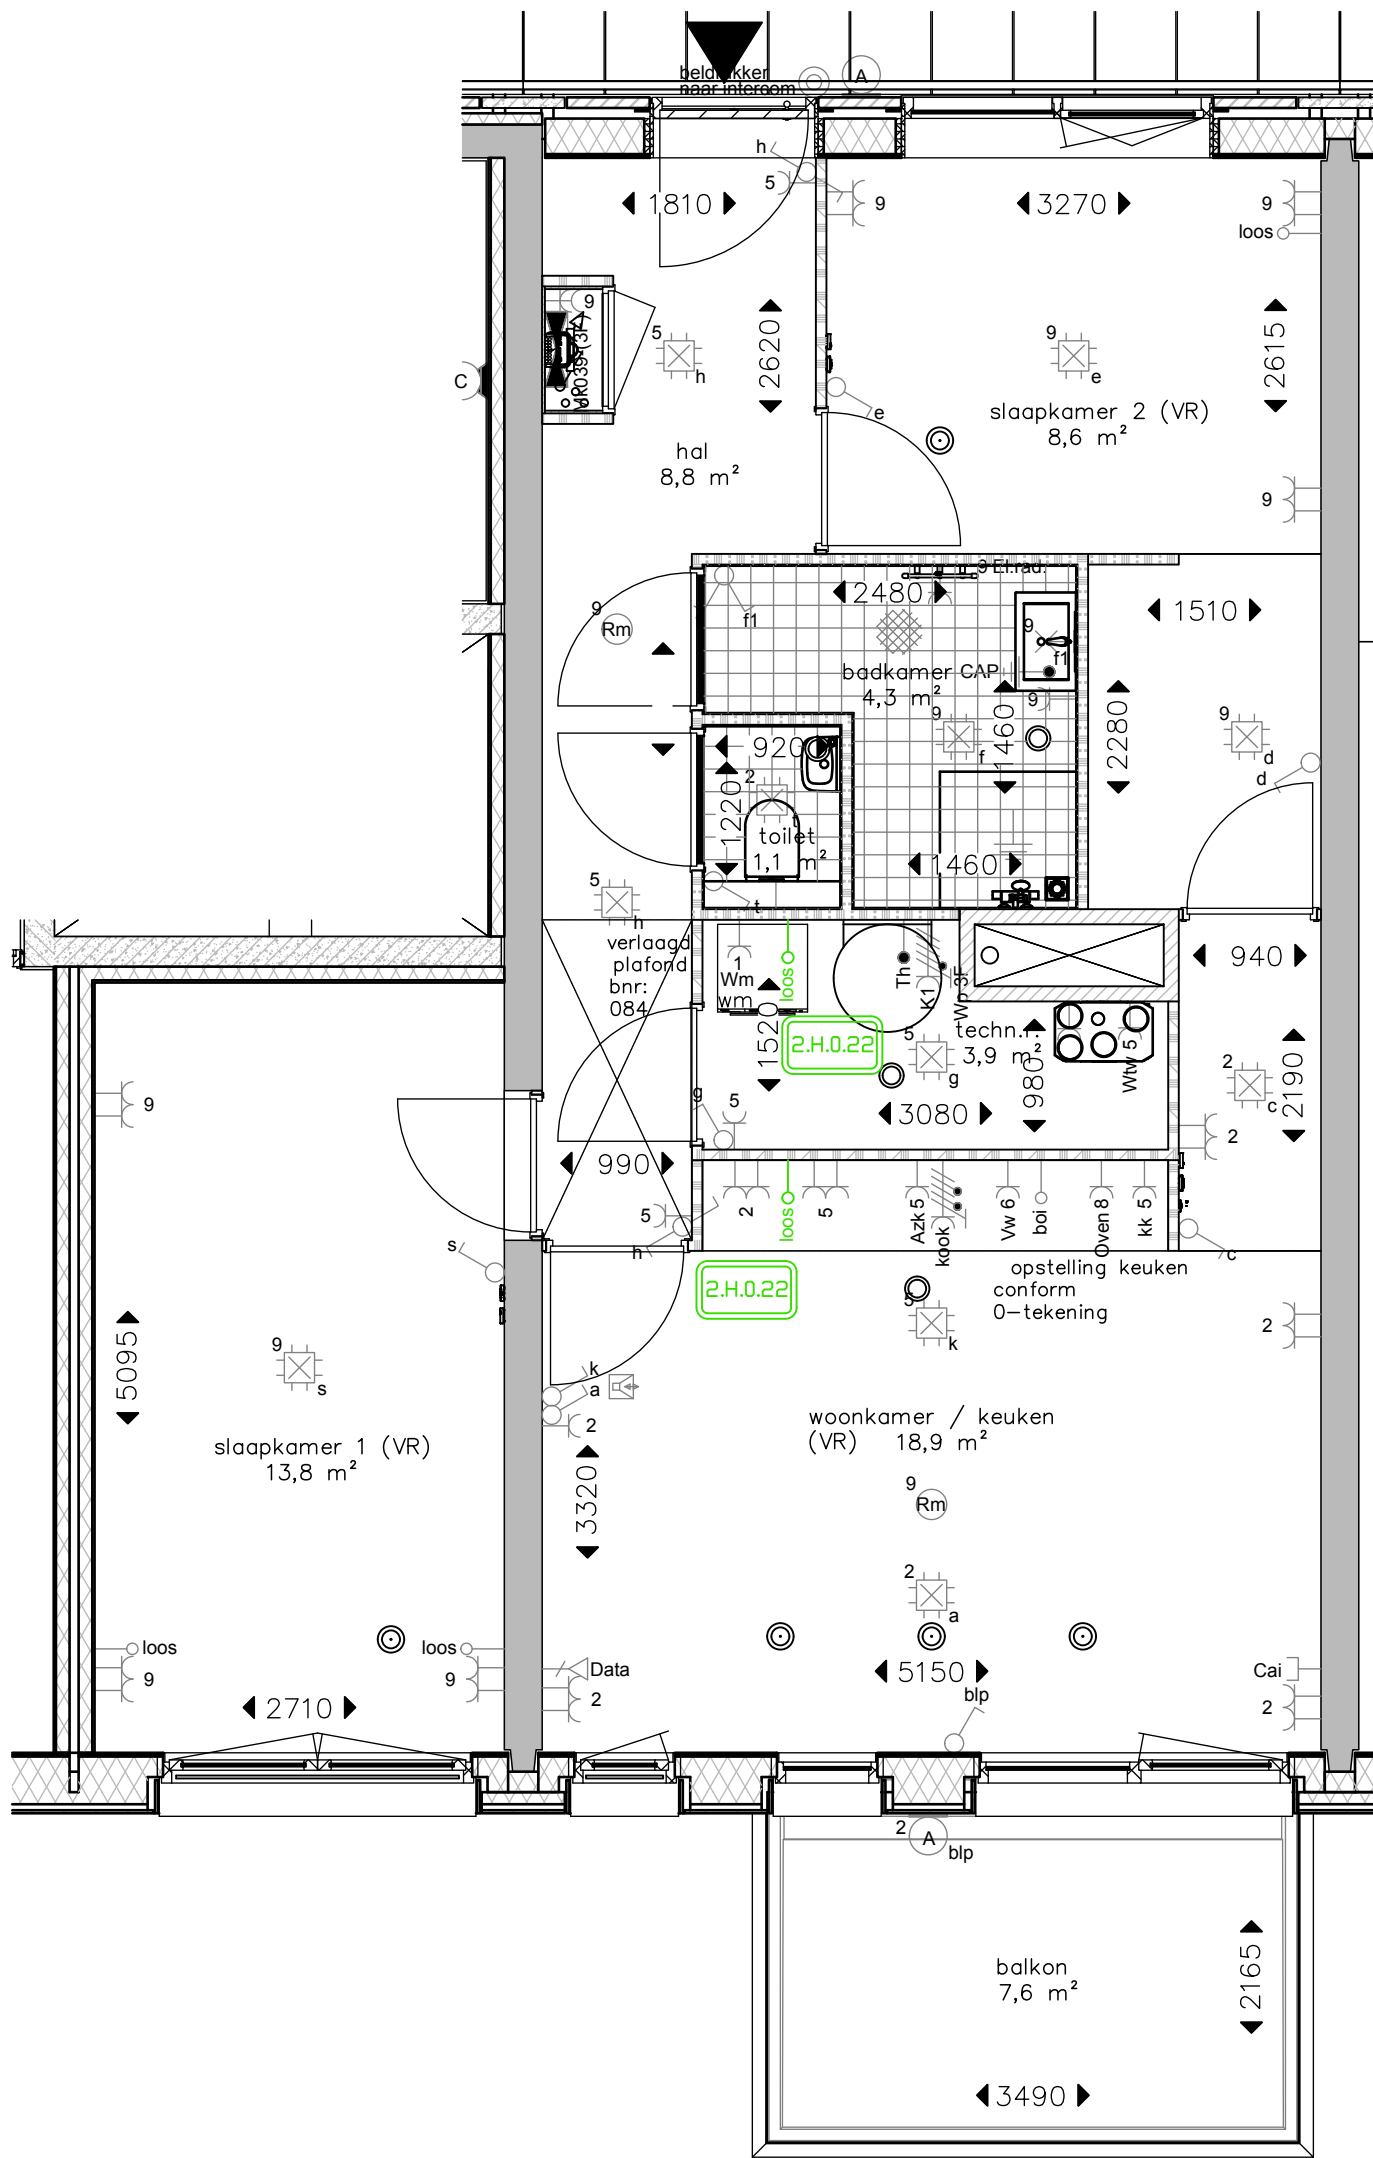 beldrukker
naar intercom
A
h
5
1810
9
3270
9
loos
9
MR039 (3F)
C
5
h
2620
9
e
2615
e
slaapkamer 2 (VR)
8,6 m²
hal
8,8 m²
9
9 El.rad.
2480
9
Rm
f1
1510
9
f1
badkamer
4,3 m²
CAP
9
1460
9
f
2280
9
d
d
920
2
t
1220
toilet
1,1 m²
1460
t
5
h
verlaagd
plafond
bnr:
084
1
Wm
wm
loos
Th
K1
Wp 3F
940
1520
2.H.0.22
5
g
techn.r.
3,9 m²
980
Wtw 5
2
c
2190
g
5
3080
2
9
990
5
h
2
loos
5
Azk 5
kook
Vw 6
boi
Oven 8
kk 5
c
s
2.H.0.22
opstelling keuken
conform
0-tekening
5
k
2
5095
9
s
k
a
2
slaapkamer 1 (VR)
13,8 m²
woonkamer / keuken
(VR) 18,9 m²
3320
9
Rm
2
a
loos
9
loos
9
Data
2
5150
Cai
2
2710
blp
2
A
blp
balkon
7,6 m²
2165
3490